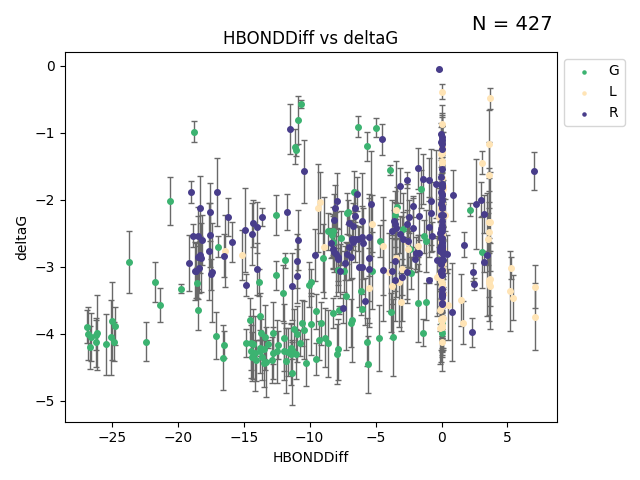 N = 427
HBONDDiff vs deltaG
G
L
R
deltaG
0
−1
−2
−3
−4
−5
−25
−20
−15
−10
−5
0
5
HBONDDiff